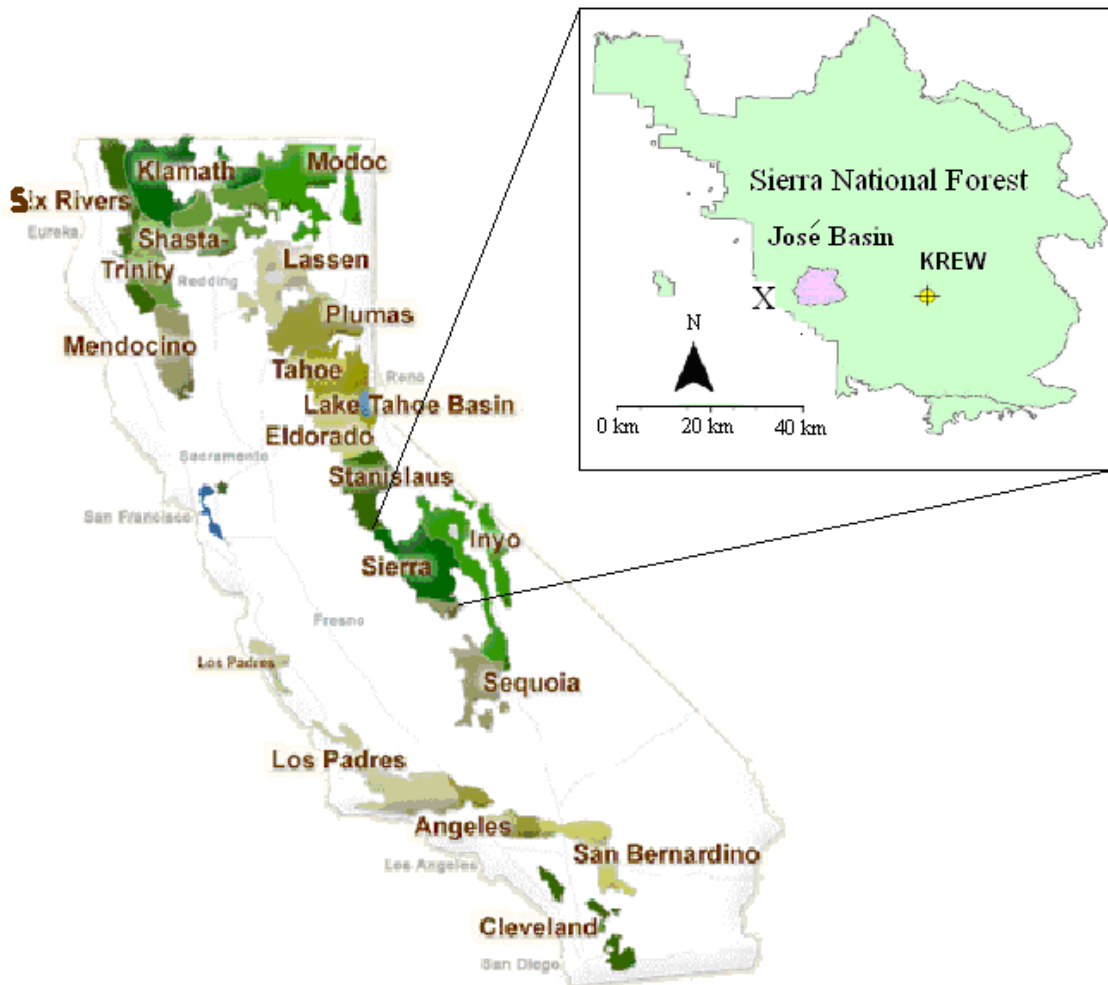 Klamath
Modoc
Six Rivers
Eureka
Shasta-
Trinity
Redding
Lassen
Mendocino
Plumas
Tahoe
Reno
Lake Tahoe Basin
Eldorado
Sacramento
Stanislaus
San Francisco
Inyo
Sierra
Fresno
Los Padres
Sequoia
Los Padres
Angeles
Los Angeles
San Bernardino
Cleveland
San Diego
Sierra National Forest
José Basin
KREW
X
N
0 km 20 km 40 km